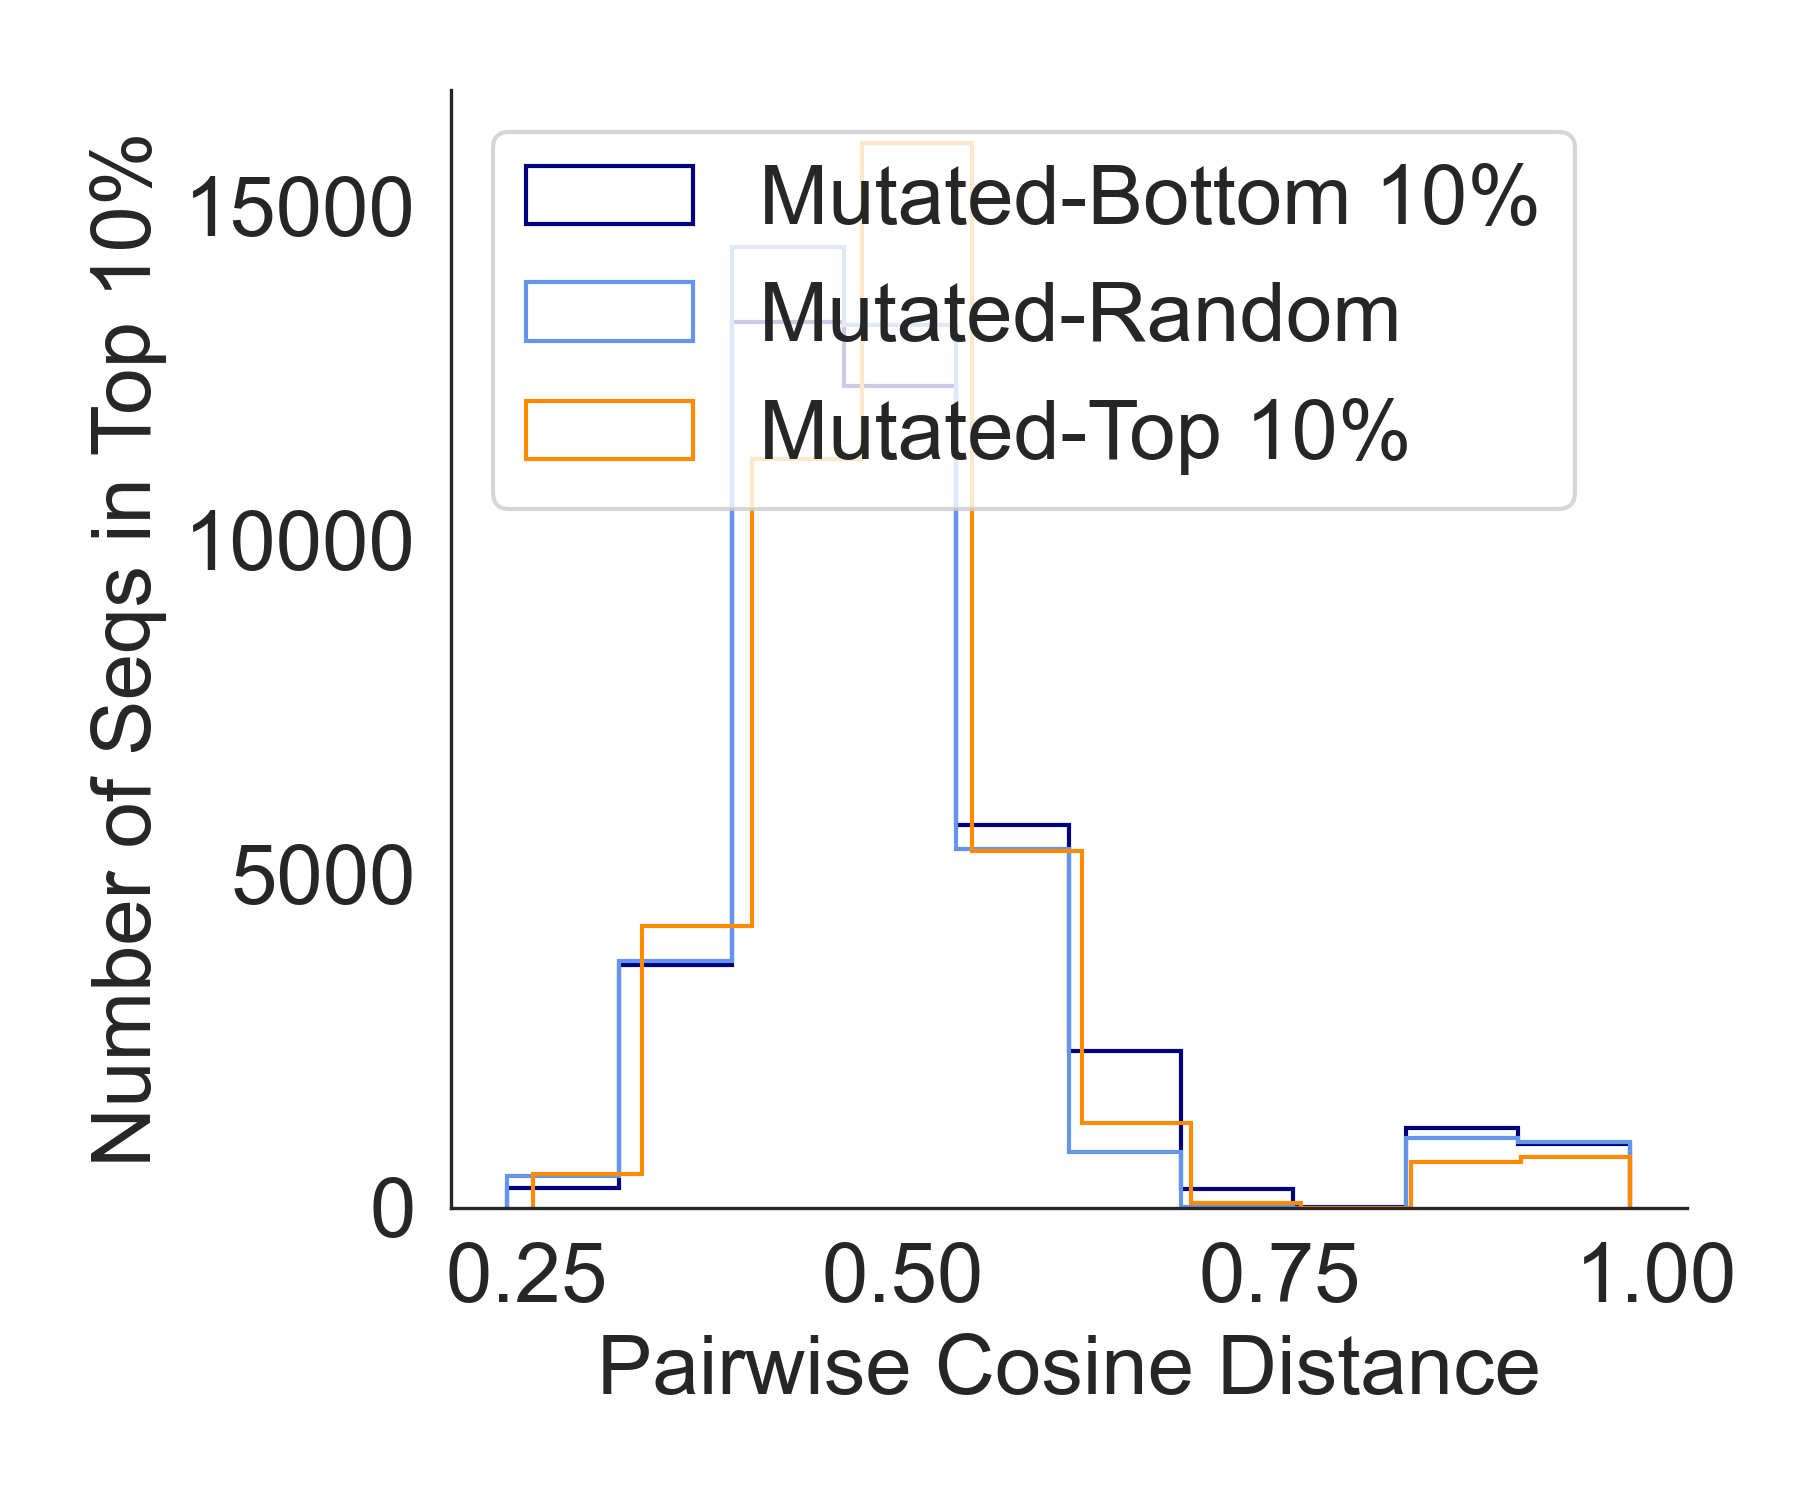 Number of Seqs in Top 10%
15000
10000
5000
0
Mutated-Bottom 10%
Mutated-Random
Mutated-Top 10%
0.25 0.50 0.75 1.00
Pairwise Cosine Distance